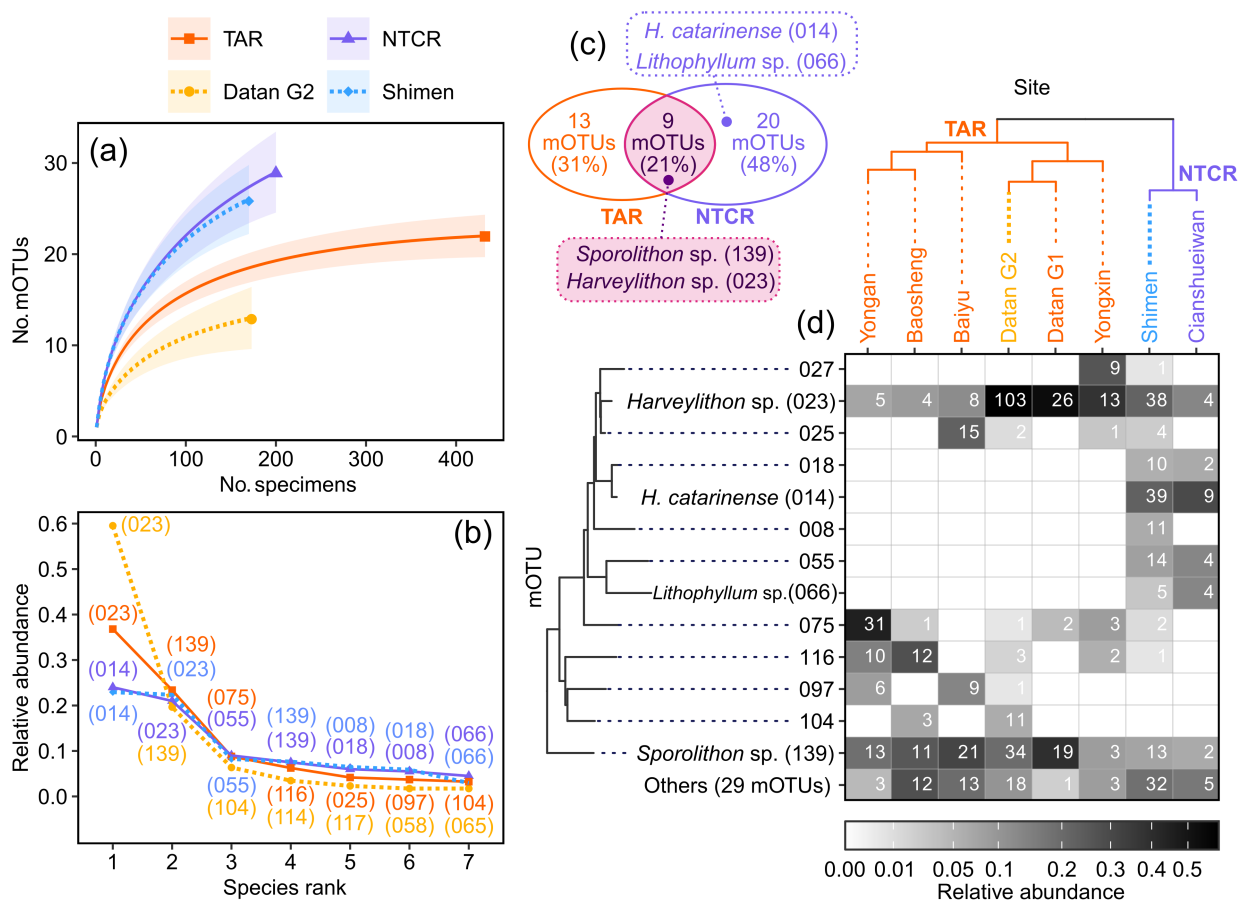 TAR
NTCR
Datan G2
Shimen
(a)
No. mOTUs
30
20
10
0
0
100
200
300
400
No. specimens
(b)
Relative abundance
0.6
0.5
0.4
0.3
0.2
0.1
0.0
(023)
(023)
(139)
(014)
(023)
(014)
(023)
(139)
(075)
(055)
(139)
(139)
(008)
(018)
(018)
(008)
(066)
(066)
(055)
(104)
(116)
(114)
(025)
(117)
(097)
(058)
(104)
(065)
1
2
3
4
5
6
7
Species rank
(c)
H. catarinense (014)
Lithophyllum sp. (066)
13
mOTUs
(31%)
9
mOTUs
(21%)
20
mOTUs
(48%)
TAR
NTCR
Sporolithon sp. (139)
Harveylithon sp. (023)
(d)
Site
TAR
NTCR
Yongan
Baosheng
Baiyu
Datan G2
Datan G1
Yongxin
Shimen
Cianshueiwan
mOTU
027 9 1
Harveylithon sp. (023) 5 4 8 103 26 13 38 4
025 15 2 1 4
018 10 2
H. catarinense (014) 39 9
008 11
055 14 4
Lithophyllum sp.(066) 5 4
075 31 1 1 2 3 2
116 10 12 3 2 1
097 6 9 1
104 3 11
Sporolithon sp. (139) 13 11 21 34 19 3 13 2
Others (29 mOTUs) 3 12 13 18 1 3 32 5
0.00 0.01 0.05 0.1 0.2 0.3 0.4 0.5
Relative abundance